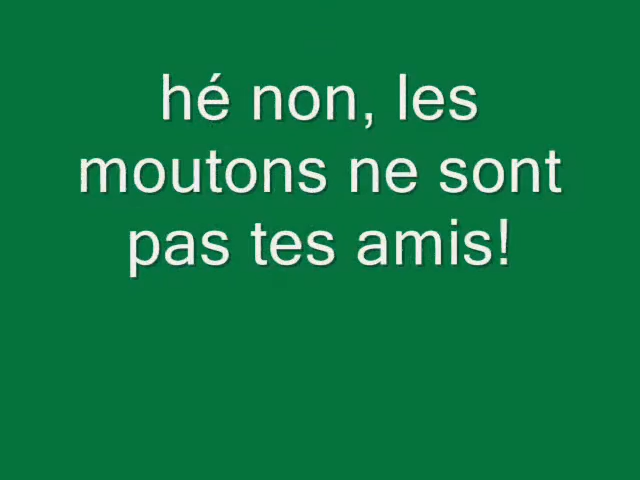 hé non, les
moutons ne sont
pas tes amis!